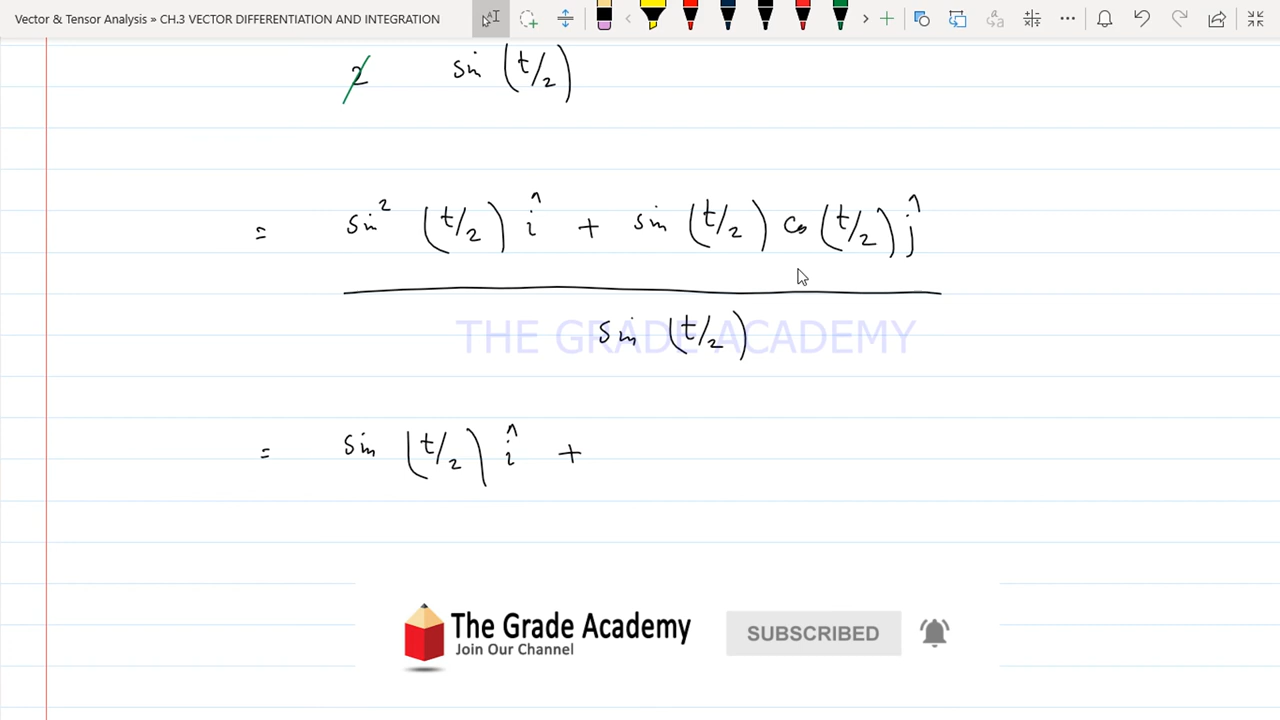 Vector & Tensor Analysis » CH.3 VECTOR DIFFERENTIATION AND INTEGRATION
2 sin (t/2)
= sin² (t/2) î + sin (t/2) cos (t/2) ĵ
THE GRADE ACADEMY
sin (t/2)
= sin (t/2) î +
The Grade Academy
Join Our Channel
SUBSCRIBED